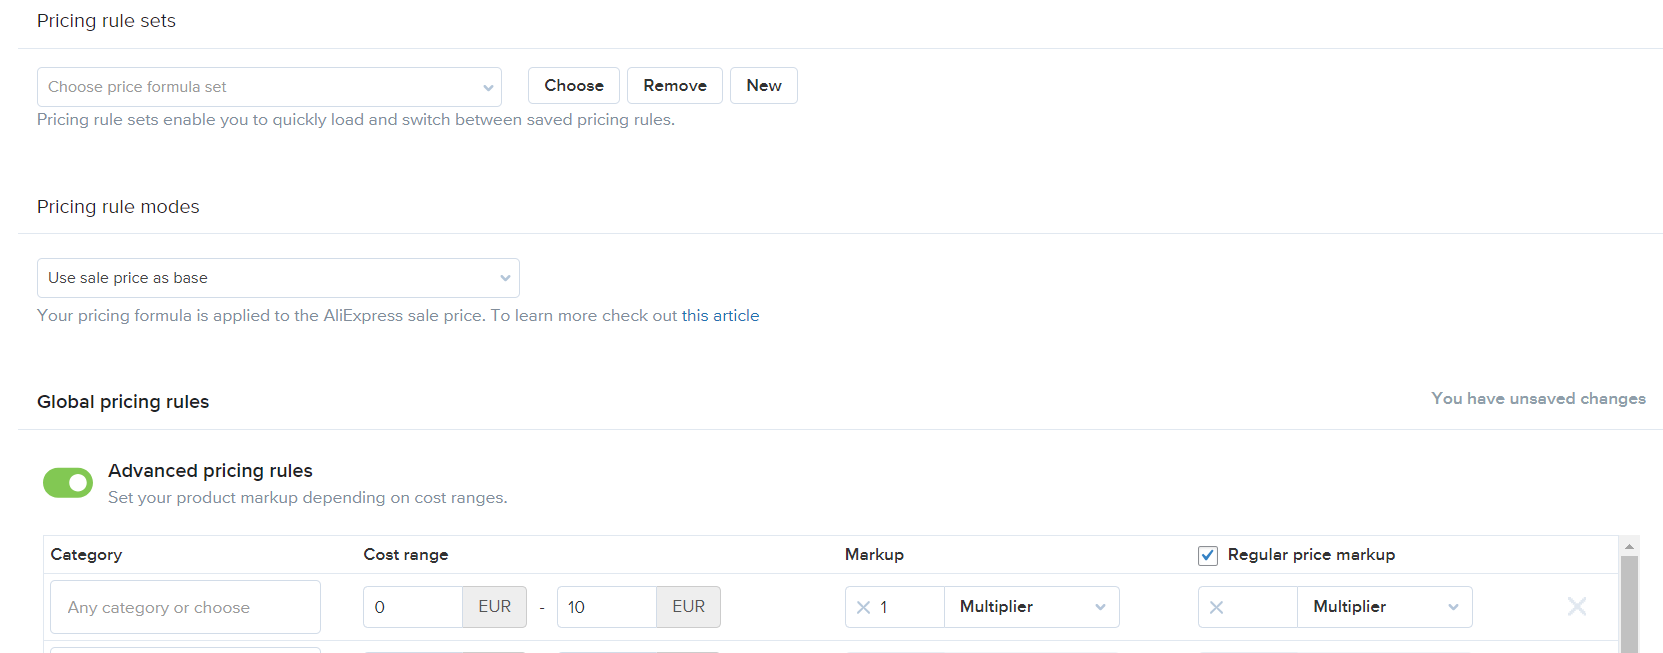 Pricing rule sets
Choose price formula set
Choose
Remove
New
Pricing rule sets enable you to quickly load and switch between saved pricing rules.
Pricing rule modes
Use sale price as base
Your pricing formula is applied to the AliExpress sale price. To learn more check out this article
Global pricing rules
You have unsaved changes
Advanced pricing rules
Set your product markup depending on cost ranges.
Category Cost range Markup Regular price markup
Any category or choose 0 EUR - 10 EUR 1 Multiplier Multiplier